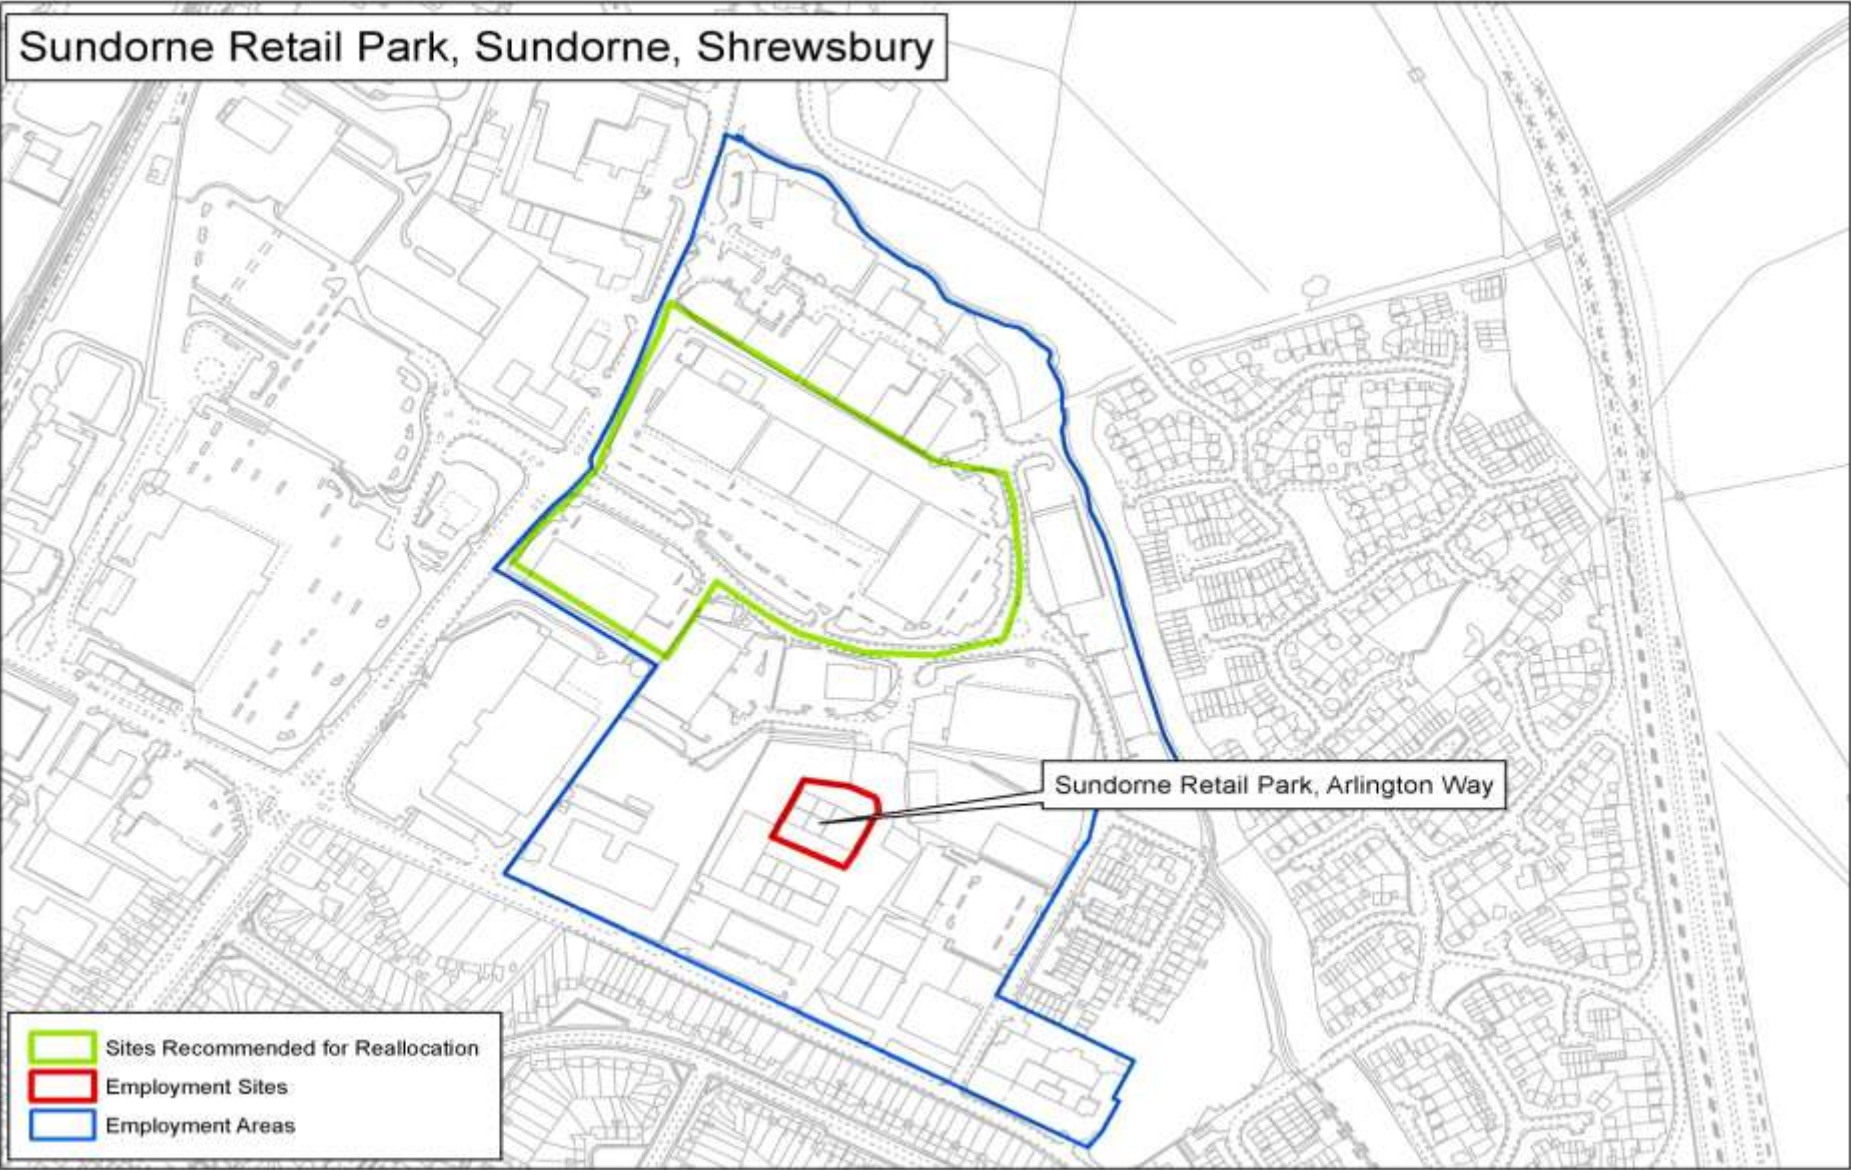 Sundorne Retail Park, Sundorne, Shrewsbury
Sundorne Retail Park, Arlington Way
Sites Recommended for Reallocation
Employment Sites
Employment Areas